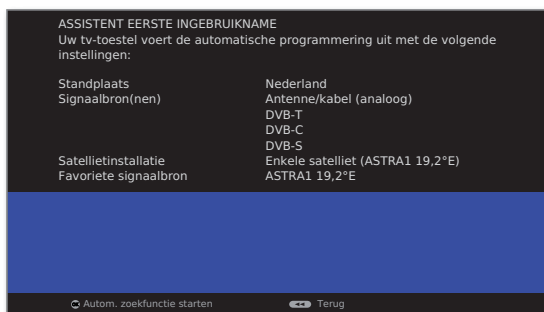 ASSISTENT EERSTE INGEBRUIKNAME
Uw tv-toestel voert de automatische programmering uit met de volgende
instellingen:
Standplaats Nederland
Signaalbron(nen) Antenne/kabel (analoog)
DVB-T
DVB-C
DVB-S
Satellietinstallatie Enkele satelliet (ASTRA1 19,2°E)
Favoriete signaalbron ASTRA1 19,2°E
OK Autom. zoekfunctie starten Terug